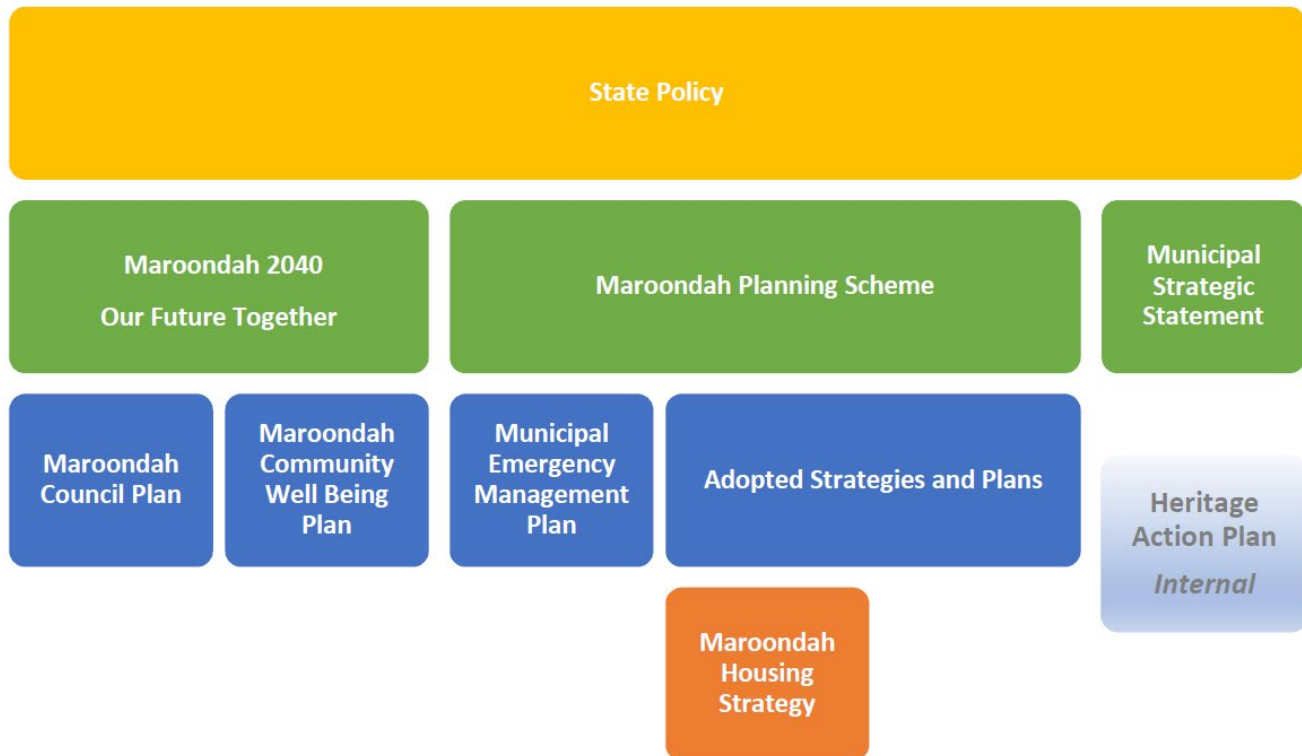 State Policy
Maroondah 2040
Our Future Together
Maroondah Planning Scheme
Municipal
Strategic
Statement
Maroondah
Council Plan
Maroondah
Community
Well Being
Plan
Municipal
Emergency
Management
Plan
Adopted Strategies and Plans
Heritage
Action Plan
Internal
Maroondah
Housing
Strategy